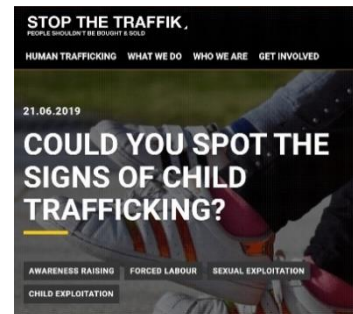 STOP THE TRAFFIK
PEOPLE SHOULDN'T BE BOUGHT & SOLD
HUMAN TRAFFICKING WHAT WE DO WHO WE ARE GET INVOLVED
21.06.2019
COULD YOU SPOT THE
SIGNS OF CHILD
TRAFFICKING?
AWARENESS RAISING FORCED LABOUR SEXUAL EXPLOITATION
CHILD EXPLOITATION